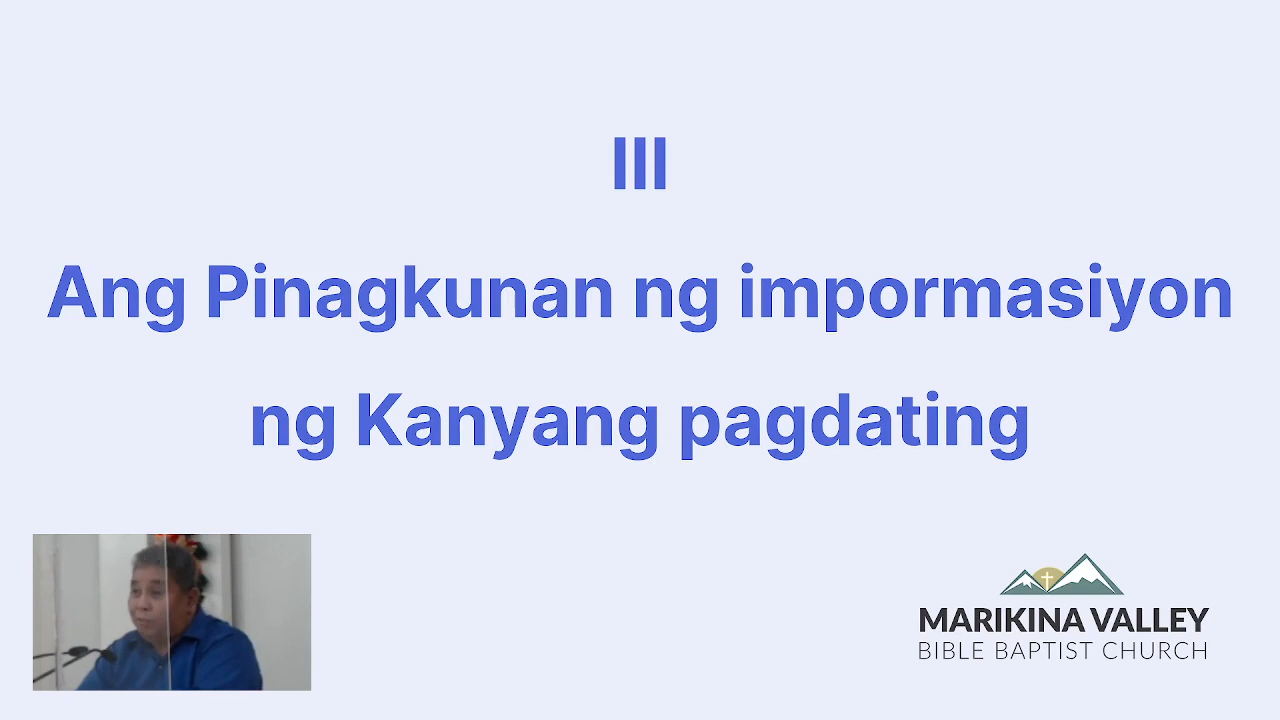 III
Ang Pinagkunan ng impormasiyon
ng Kanyang pagdating
MARIKINA VALLEY
BIBLE BAPTIST CHURCH